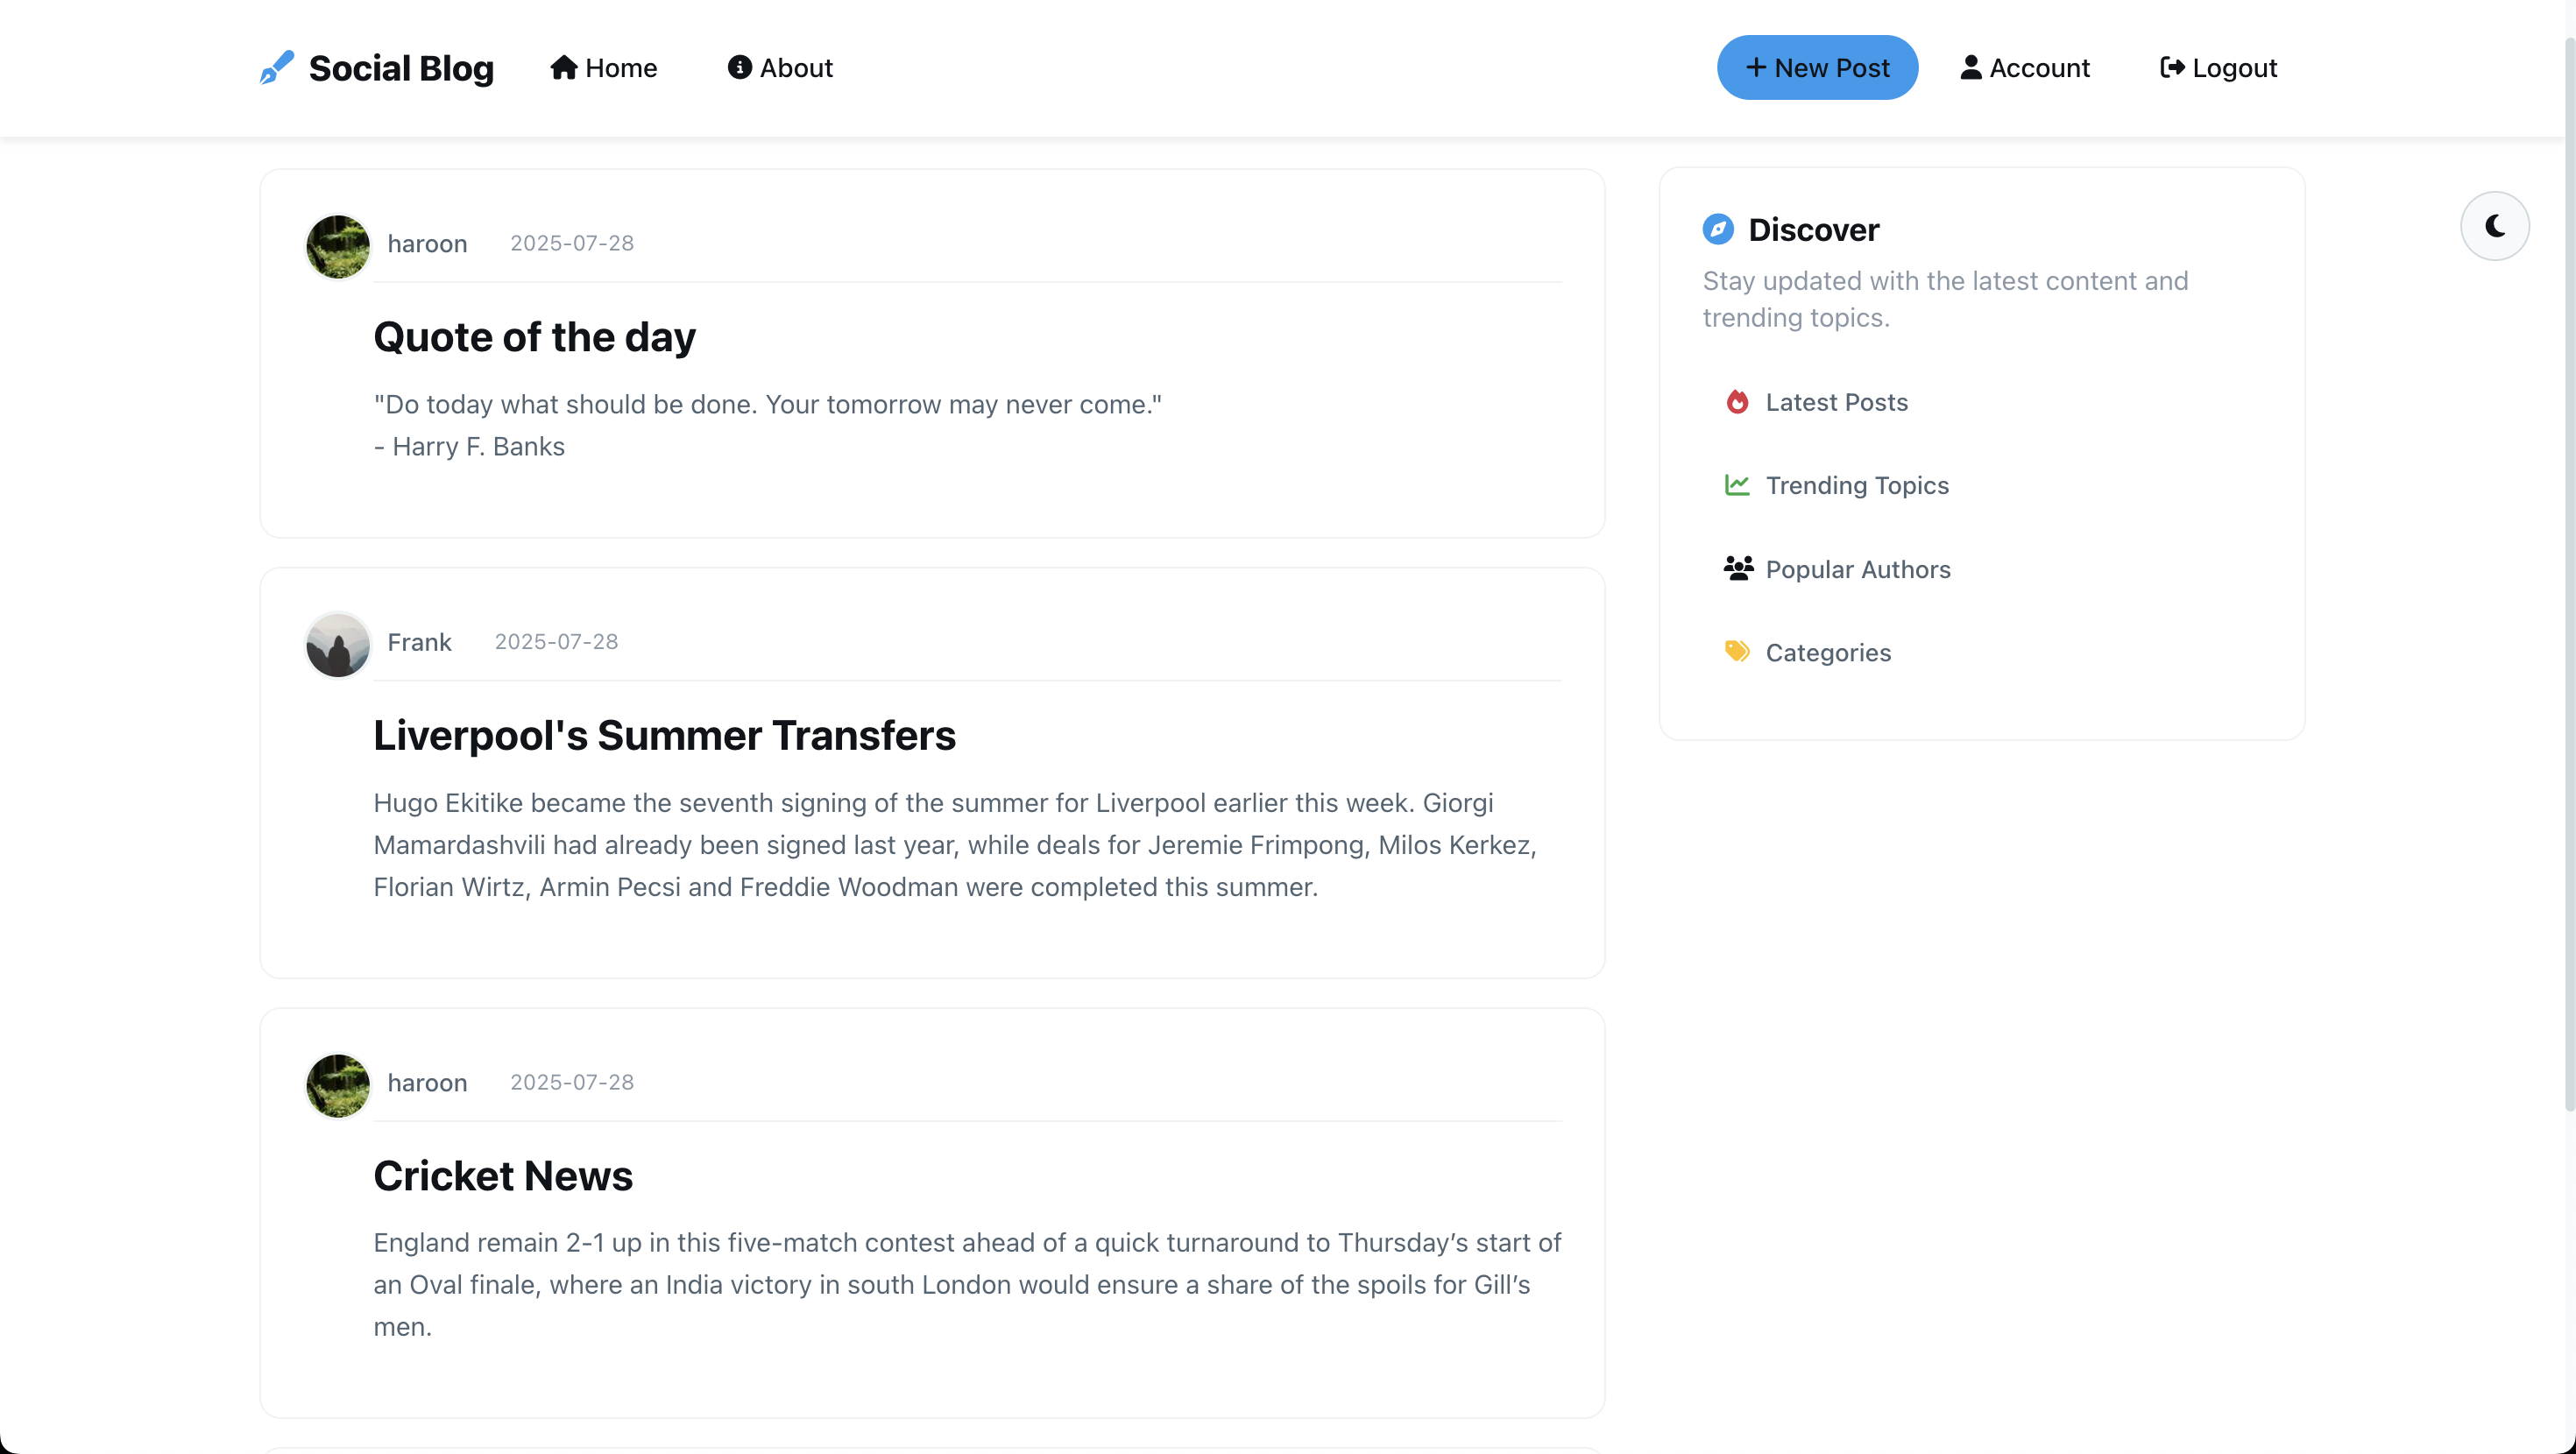 Social Blog
Home
About
New Post
Account
Logout
haroon 2025-07-28
Quote of the day
"Do today what should be done. Your tomorrow may never come."
- Harry F. Banks
Frank 2025-07-28
Liverpool's Summer Transfers
Hugo Ekitike became the seventh signing of the summer for Liverpool earlier this week. Giorgi
Mamardashvili had already been signed last year, while deals for Jeremie Frimpong, Milos Kerkez,
Florian Wirtz, Armin Pecsi and Freddie Woodman were completed this summer.
haroon 2025-07-28
Cricket News
England remain 2-1 up in this five-match contest ahead of a quick turnaround to Thursday’s start of
an Oval finale, where an India victory in south London would ensure a share of the spoils for Gill’s
men.
Discover
Stay updated with the latest content and
trending topics.
Latest Posts
Trending Topics
Popular Authors
Categories